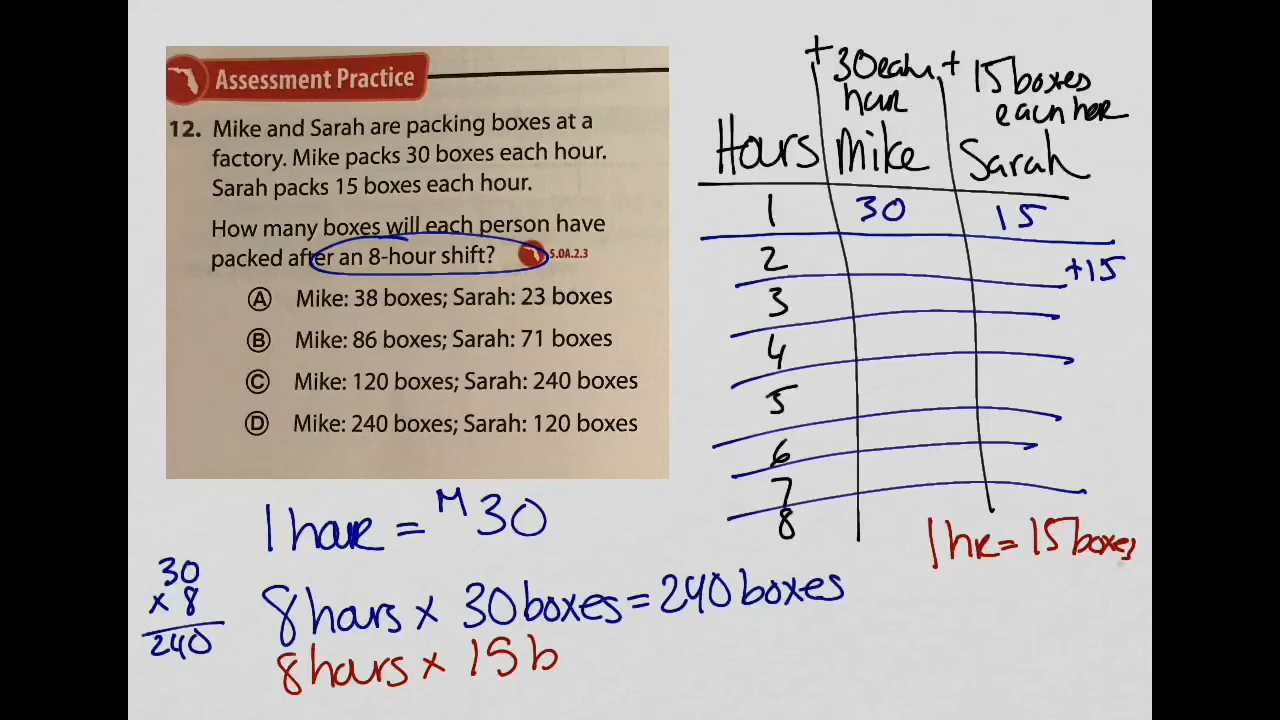 Assessment Practice
12. Mike and Sarah are packing boxes at a
factory. Mike packs 30 boxes each hour.
Sarah packs 15 boxes each hour.
How many boxes will each person have
packed after an 8-hour shift? 5.OA.2.3
A Mike: 38 boxes; Sarah: 23 boxes
B Mike: 86 boxes; Sarah: 71 boxes
C Mike: 120 boxes; Sarah: 240 boxes
D Mike: 240 boxes; Sarah: 120 boxes
+ 30 each
hour
+ 15 boxes
each hour
Hours Mike Sarah
1 30 15
2 +15
3
4
5
6
7
8
1 hr = 15 boxes
1 hour = M 30
30
x 8
240
8 hours x 30 boxes = 240 boxes
8 hours x 15 b